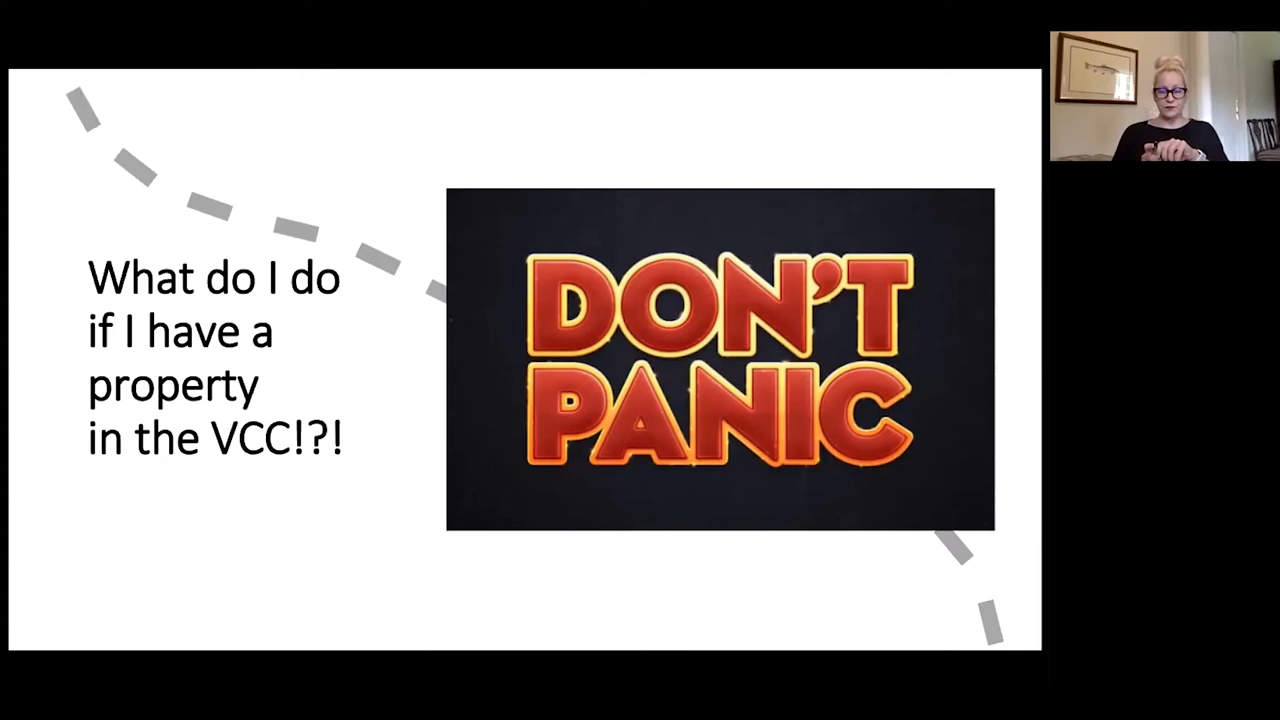 What do I do
if I have a
property
in the VCC!?!
DON'T
PANIC